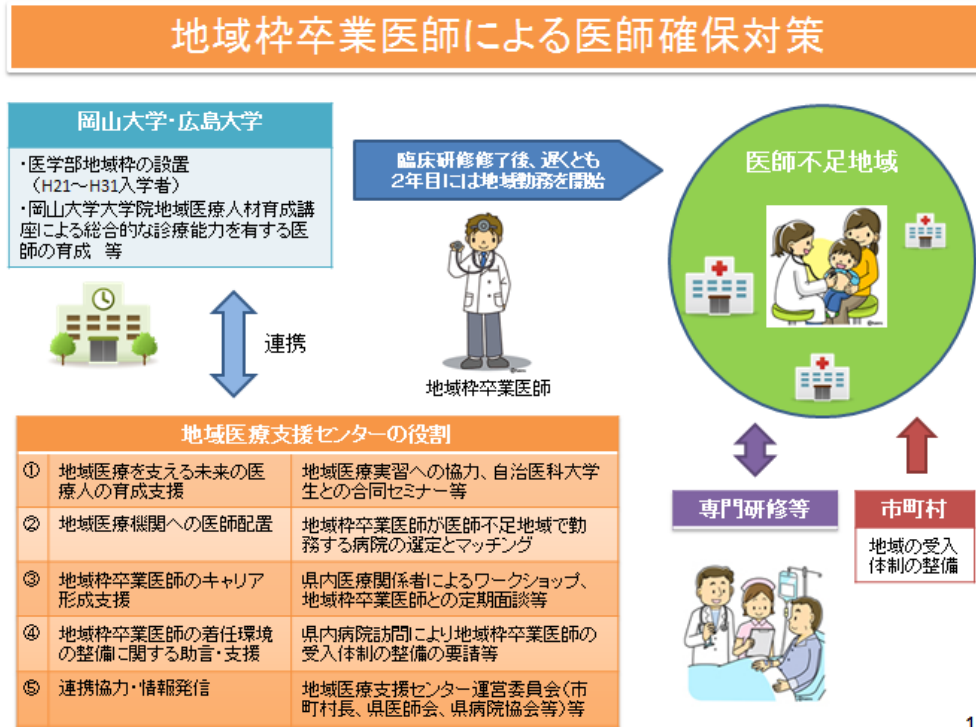 地域枠卒業医師による医師確保対策
岡山大学・広島大学
・医学部地域枠の設置
（H21～H31入学者）
・岡山大学大学院地域医療人材育成講
座による総合的な診療能力を有する医
師の育成 等
臨床研修修了後、遅くとも
2年目には地域勤務を開始
医師不足地域
連携
地域枠卒業医師
地域医療支援センターの役割
① 地域医療を支える未来の医
療人の育成支援
地域医療実習への協力、自治医科大学
生との合同セミナー等
② 地域医療機関への医師配置
地域枠卒業医師が医師不足地域で勤
務する病院の選定とマッチング
③ 地域枠卒業医師のキャリア
形成支援
県内医療関係者によるワークショップ、
地域枠卒業医師との定期面談等
④ 地域枠卒業医師の着任環境
の整備に関する助言・支援
県内病院訪問により地域枠卒業医師の
受入体制の整備の要請等
⑤ 連携協力・情報発信
地域医療支援センター運営委員会（市
町村長、県医師会、県病院協会等）等
専門研修等
市町村
地域の受入
体制の整備
1